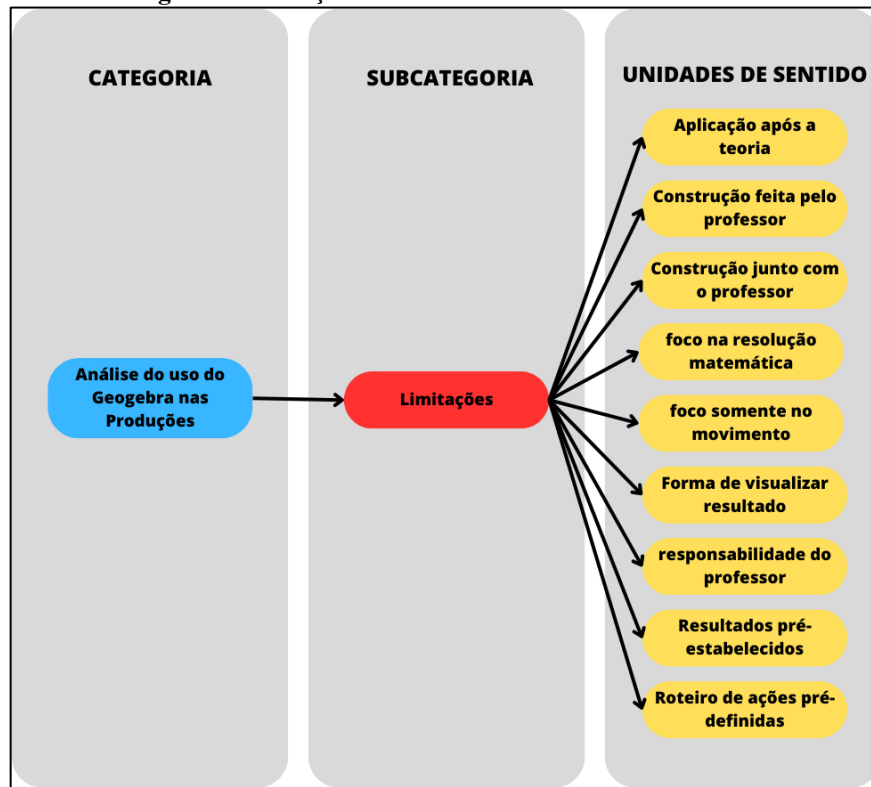 CATEGORIA
SUBCATEGORIA
UNIDADES DE SENTIDO
Análise do uso do
Geogebra nas
Produções
Limitações
Aplicação após a
teoria
Construção feita pelo
professor
Construção junto com
o professor
foco na resolução
matemática
foco somente no
movimento
Forma de visualizar
resultado
responsabilidade do
professor
Resultados pré-
estabelecidos
Roteiro de ações pré-
definidas